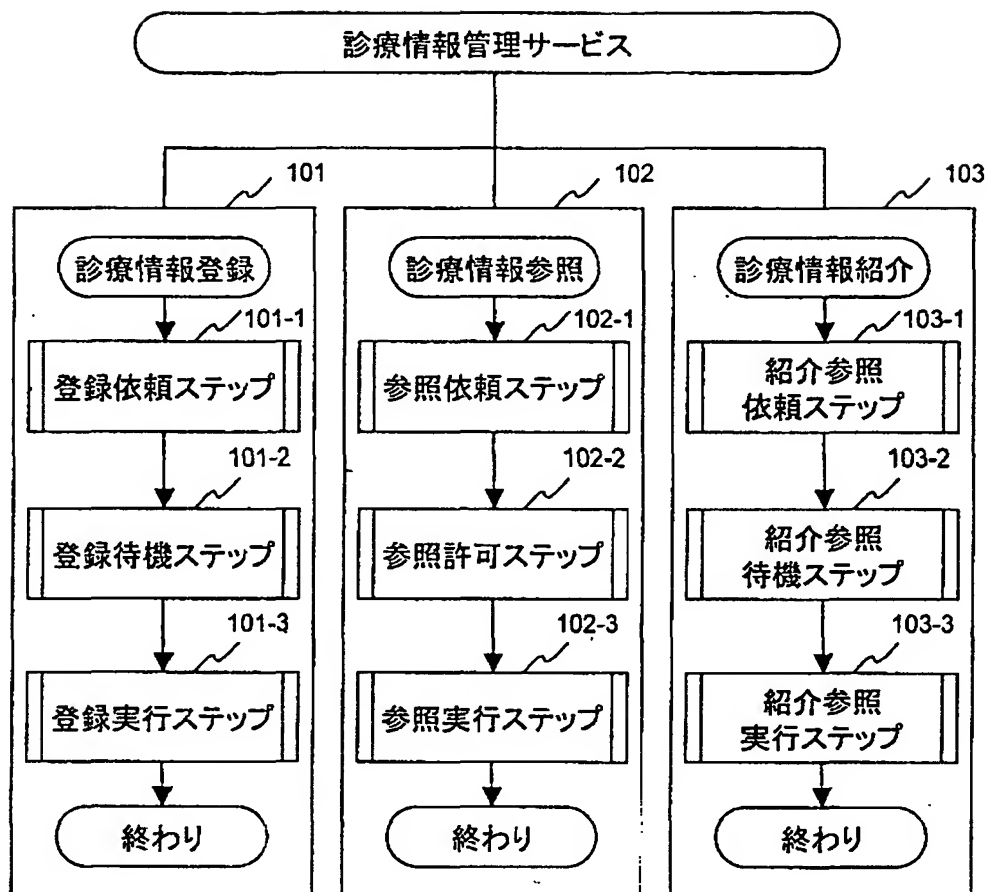 診療情報管理サービス
101
102
103
診療情報登録
診療情報参照
診療情報紹介
101-1
102-1
103-1
登録依頼ステップ
参照依頼ステップ
紹介参照
依頼ステップ
101-2
102-2
103-2
登録待機ステップ
参照許可ステップ
紹介参照
待機ステップ
101-3
102-3
103-3
登録実行ステップ
参照実行ステップ
紹介参照
実行ステップ
終わり
終わり
終わり